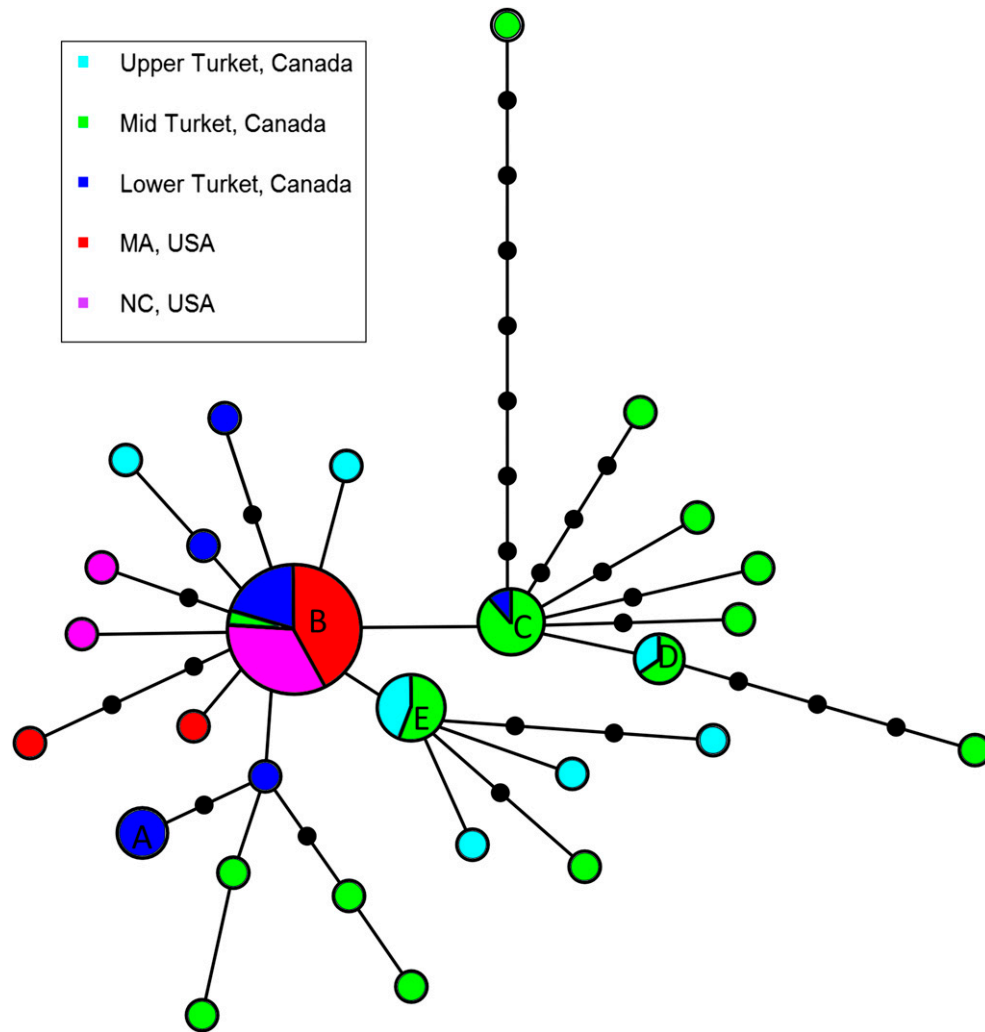 Upper Turket, Canada
Mid Turket, Canada
Lower Turket, Canada
MA, USA
NC, USA
B
C
D
E
A